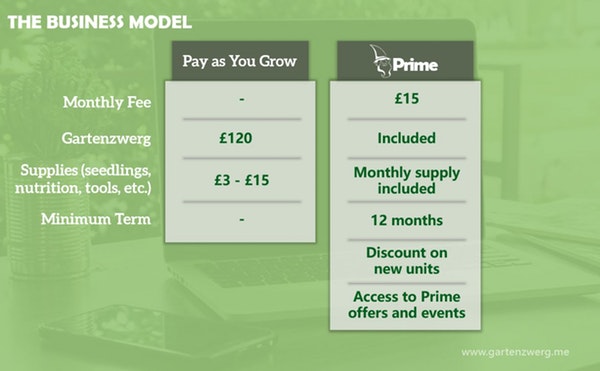 THE BUSINESS MODEL
Pay as You Grow
Prime
Monthly Fee
-
£15
Gartenzwerg
£120
Included
Supplies (seedlings,
nutrition, tools, etc.)
£3 - £15
Monthly supply
included
Minimum Term
-
12 months
Discount on
new units
Access to Prime
offers and events
www.gartenzwerg.me